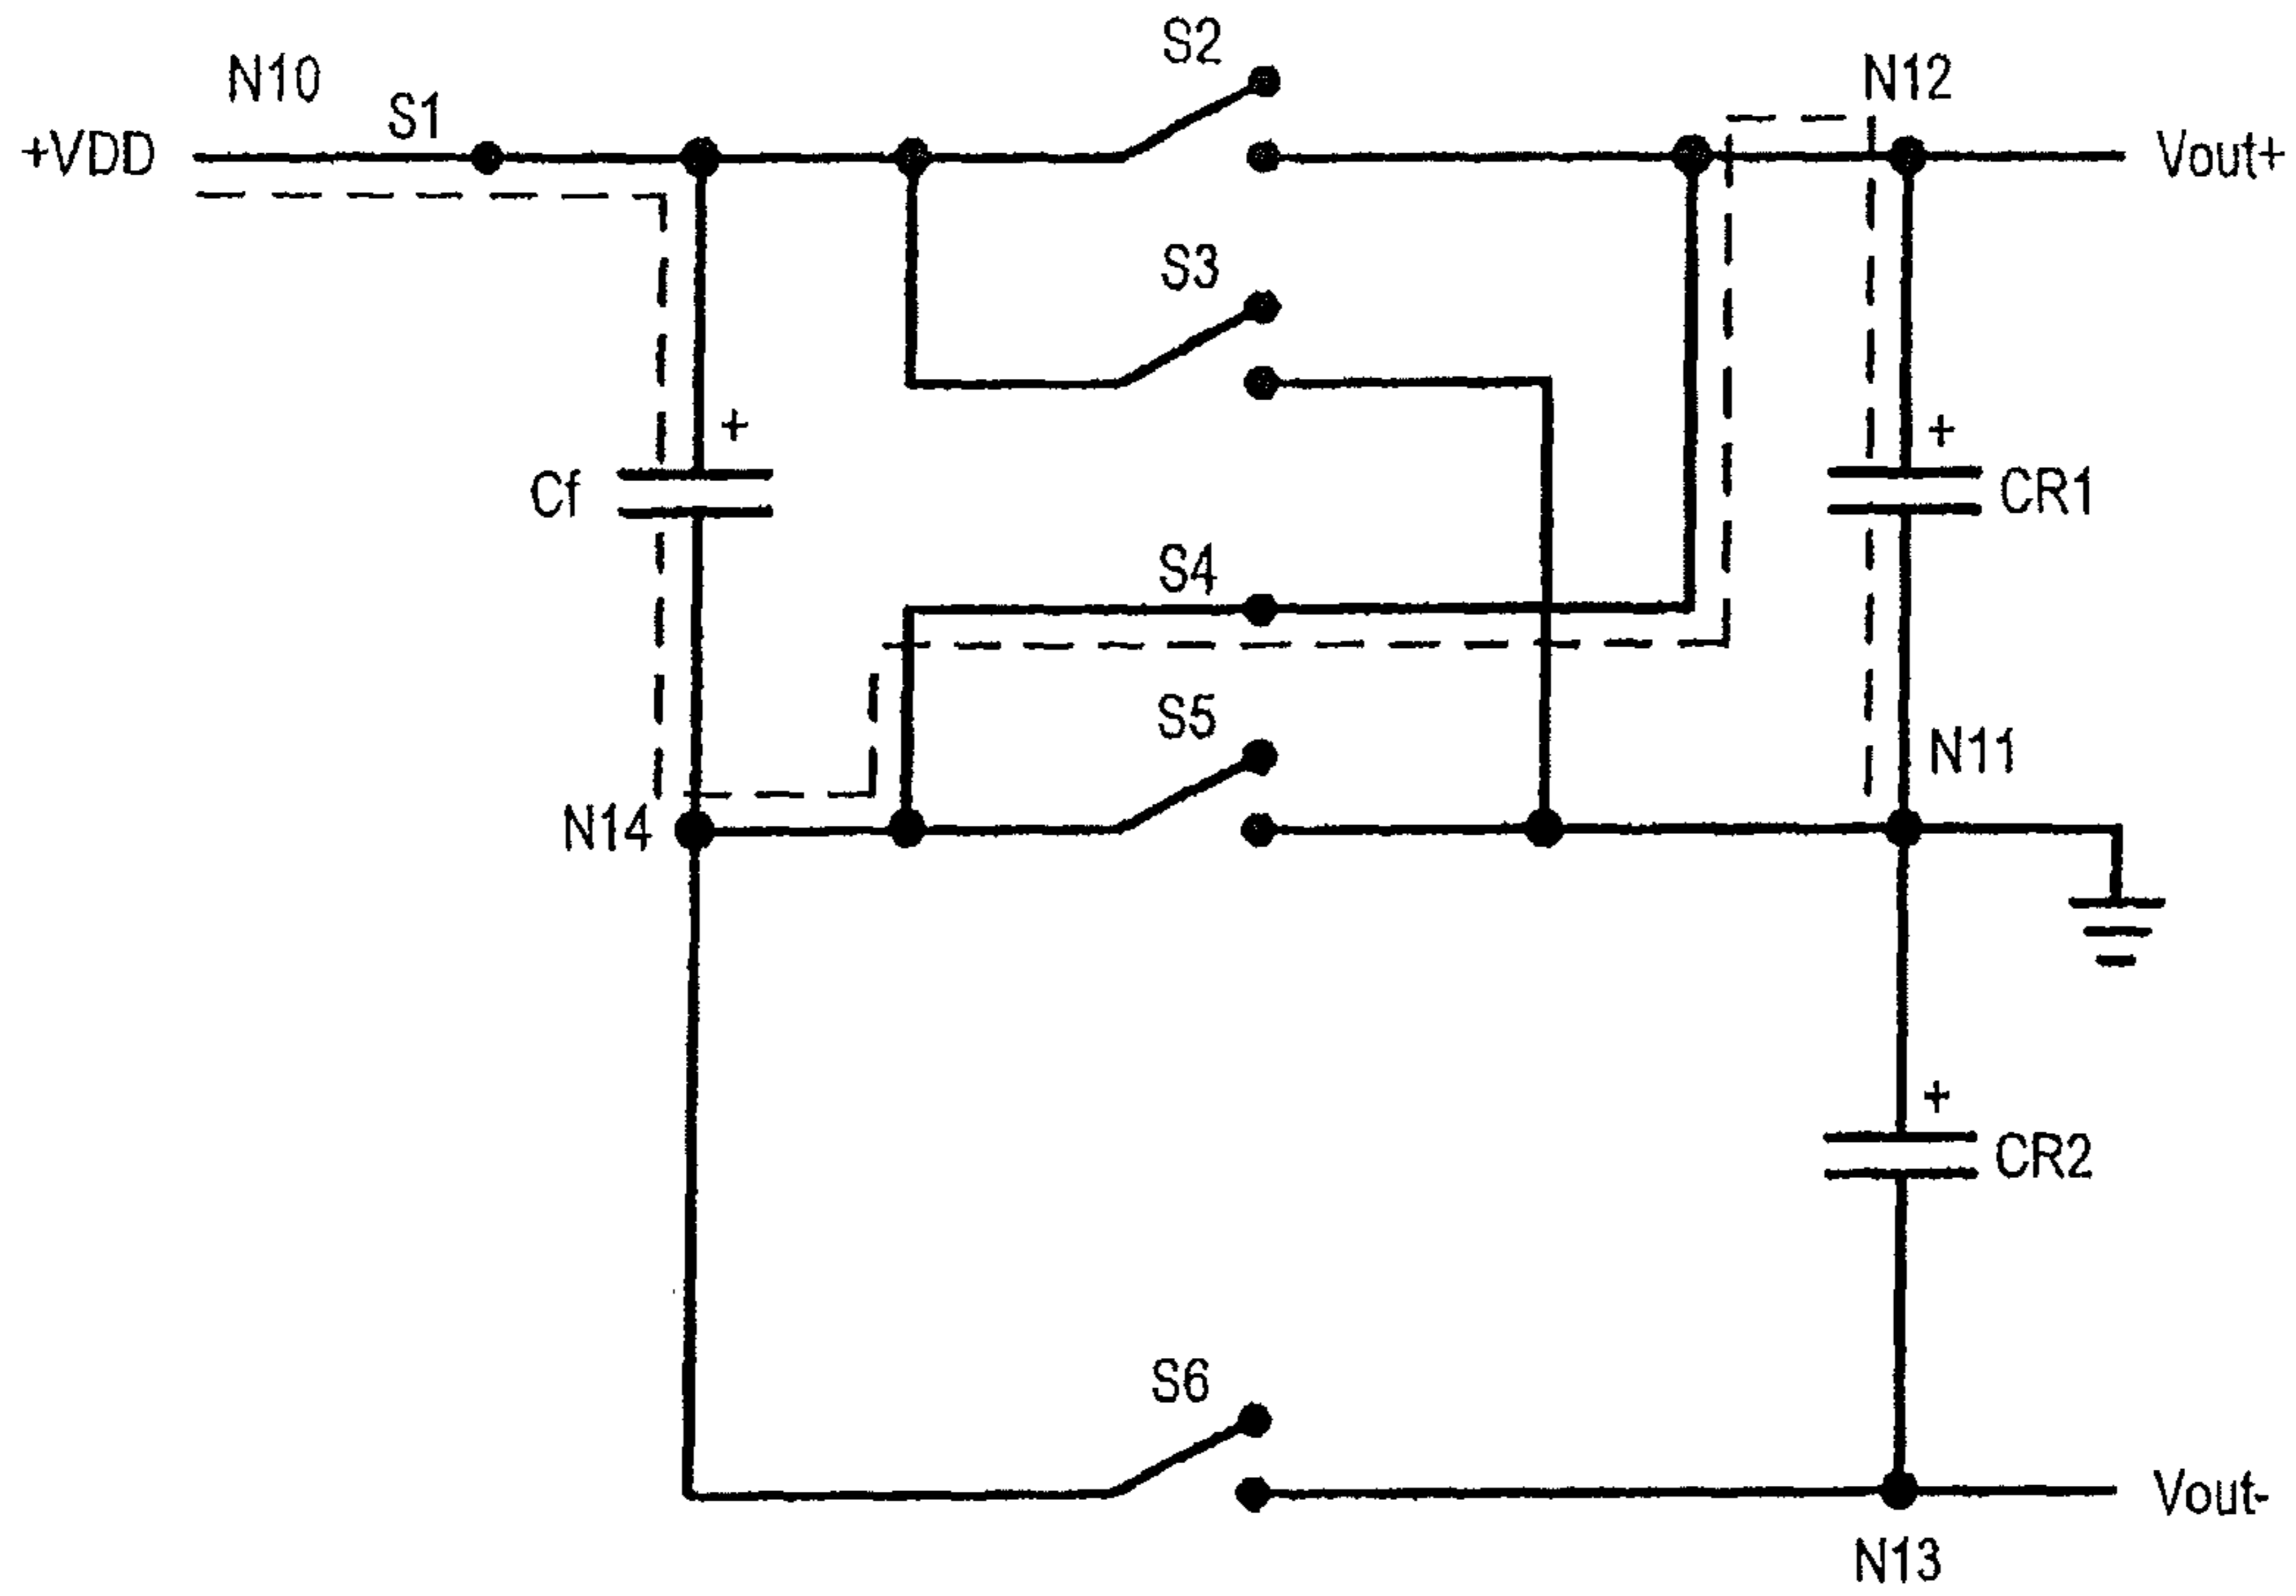 S2
N10
N12
S1
+VDD
Vout+
S3
+
+
Cf
CR1
S4
S5
N11
N14
+
CR2
S6
Vout-
N13